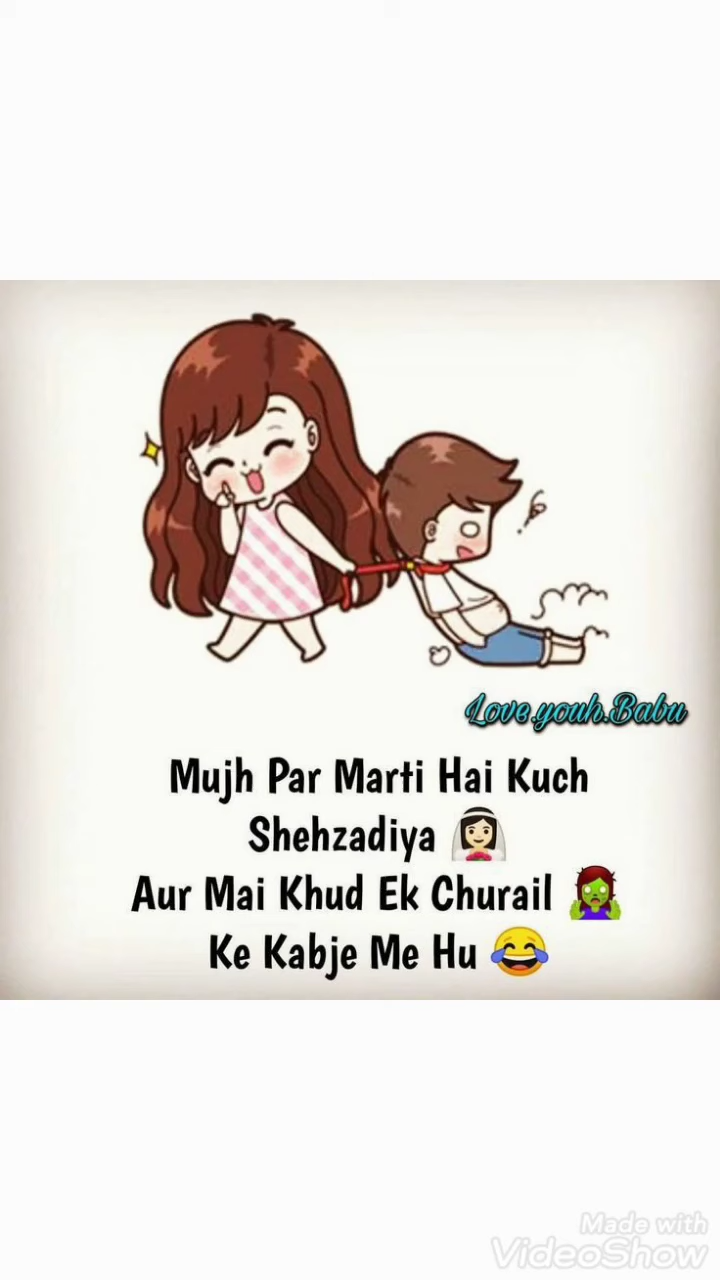 Love.youh.Babu
Mujh Par Marti Hai Kuch
Shehzadiya 👰🏻
Aur Mai Khud Ek Churail 🧟‍♀️
Ke Kabje Me Hu 😂
Made with
VideoShow